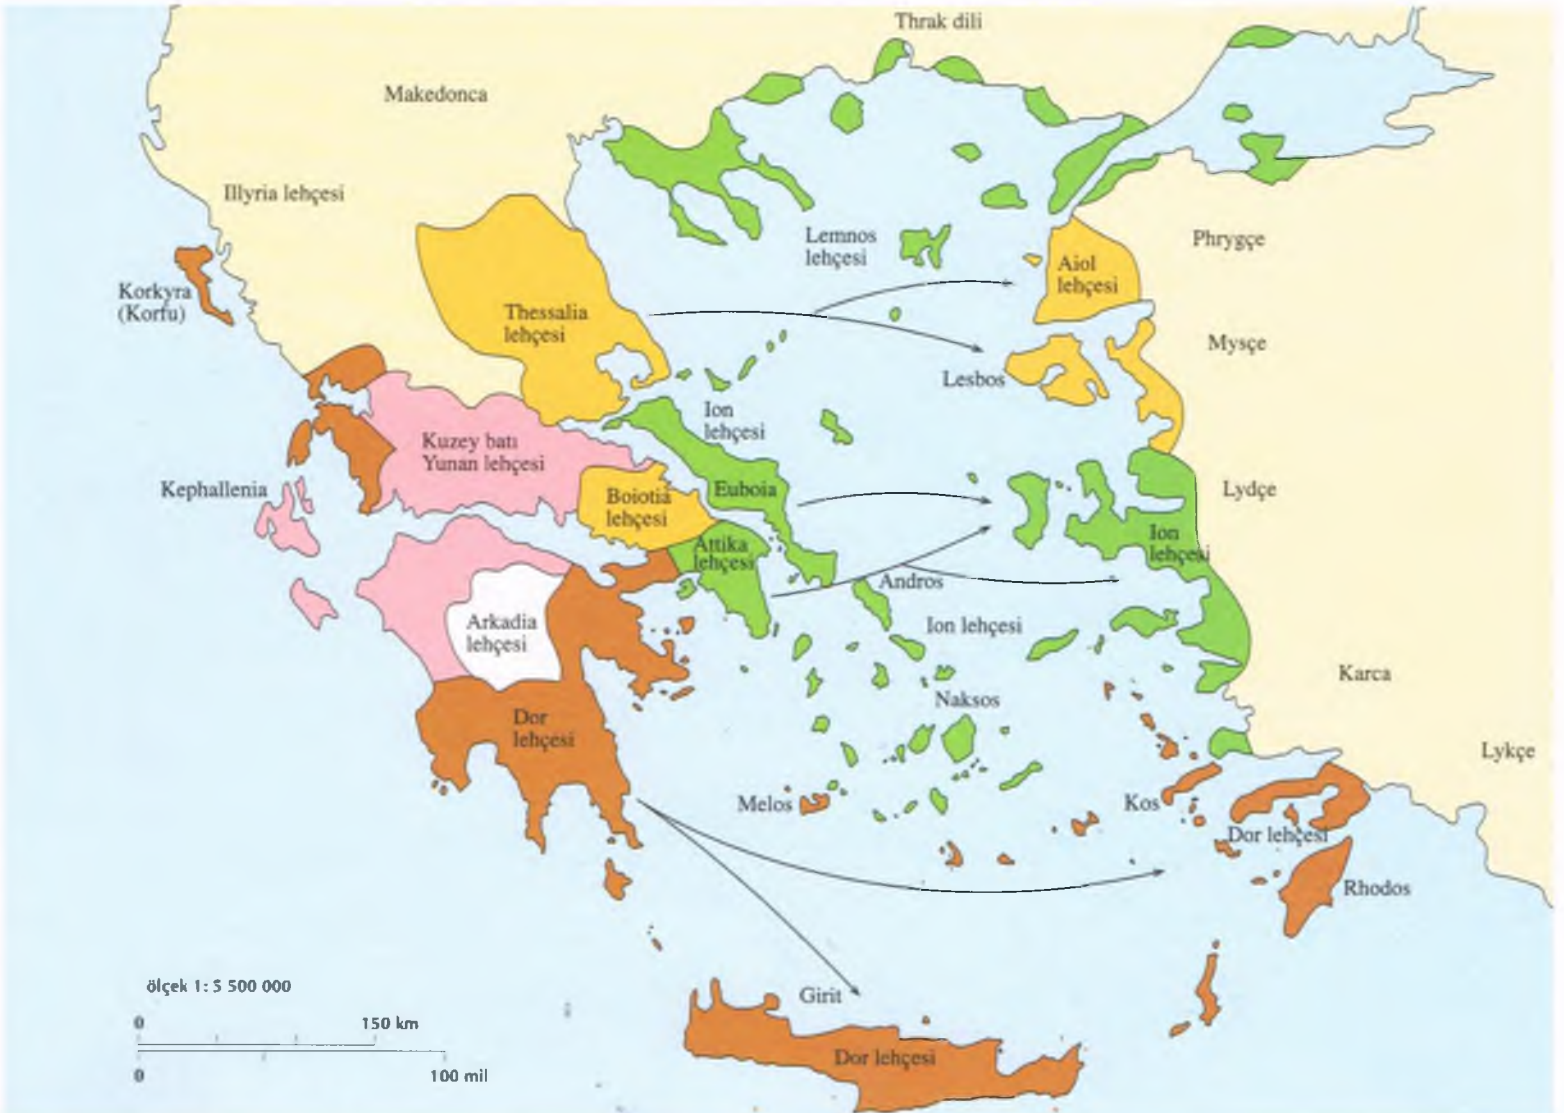 Thrak dili
Makedonca
Illyria lehçesi
Korkyra
(Korfu)
Lemnos
lehçesi
Phrygçe
Aiol
lehçesi
Thessalia
lehçesi
Mysçe
Lesbos
Ion
lehçesi
Kuzey batı
Yunan lehçesi
Kephallenia
Boiotia
lehçesi
Euboia
Lydçe
Attika
lehçesi
Ion
lehçesi
Andros
Arkadia
lehçesi
Ion lehçesi
Karca
Naksos
Dor
lehçesi
Lykçe
Melos
Kos
Dor lehçesi
Rhodos
ölçek 1: 5 500 000
0
150 km
0
100 mil
Girit
Dor lehçesi